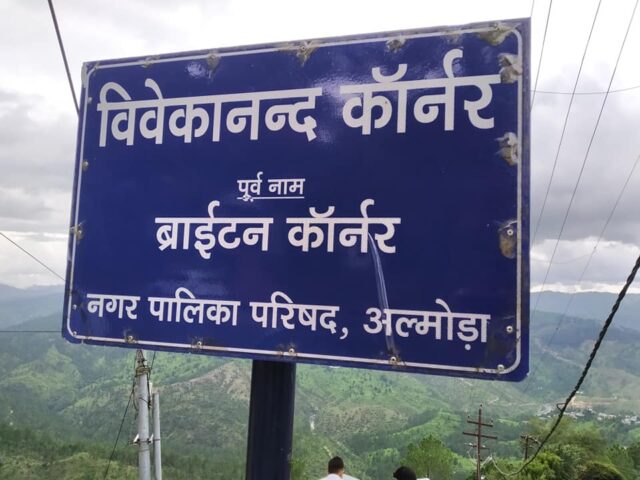 विवेकानन्द कॉर्नर
पूर्व नाम
ब्राईटन कॉर्नर
नगर पालिका परिषद, अल्मोड़ा